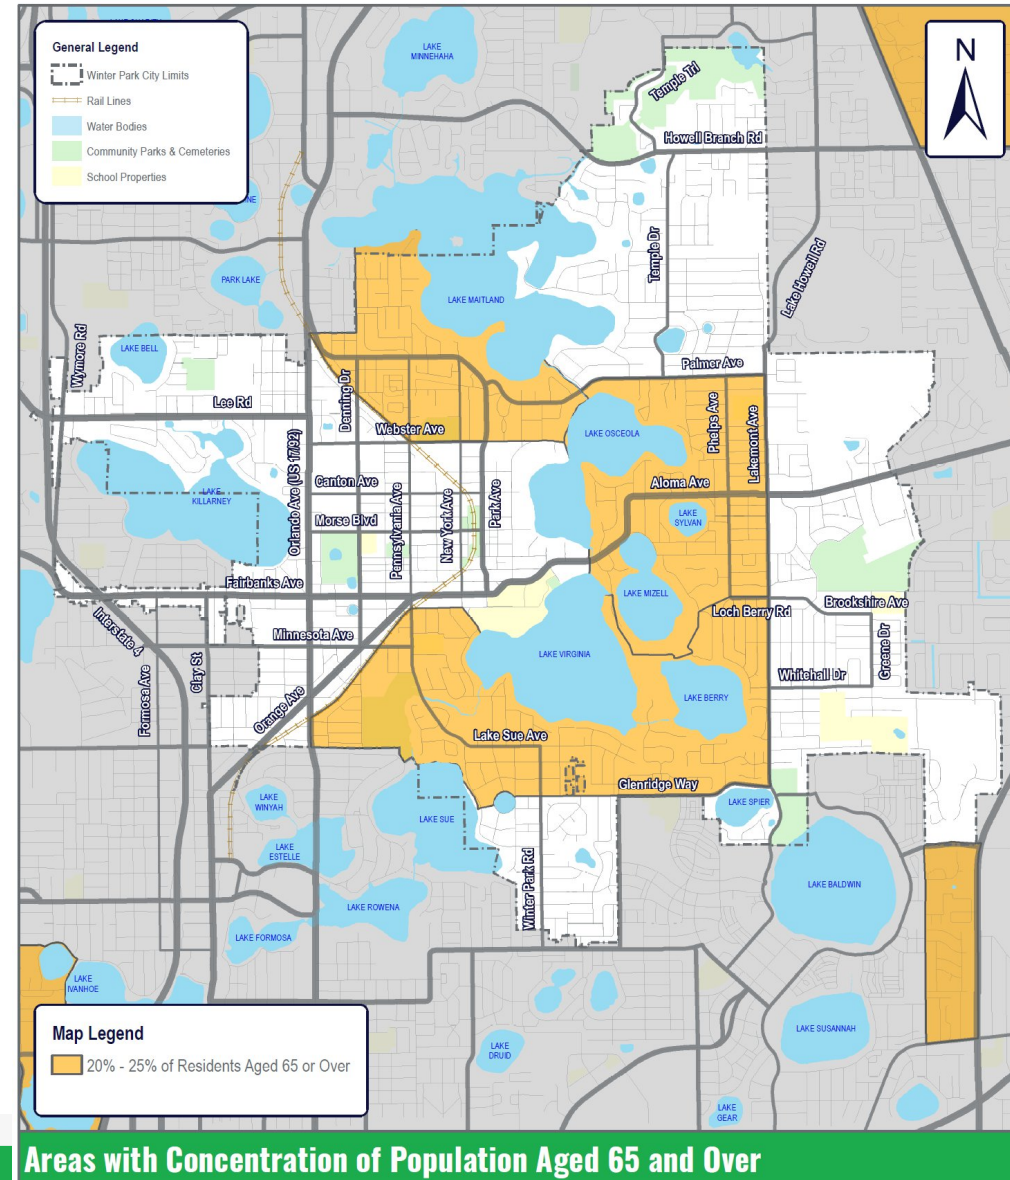 General Legend
Winter Park City Limits
Rail Lines
Water Bodies
Community Parks & Cemeteries
School Properties
N
LAKE
MINNEHAHA
Temple Trl
Howell Branch Rd
NE
PARK LAKE
LAKE MAITLAND
Temple Dr
Lake Howell Rd
Wymore Rd
LAKE BELL
Palmer Ave
Lee Rd
Denning Dr
Webster Ave
LAKE OSCEOLA
Phelps Ave
Lakemont Ave
Orlando Ave (US 17/92)
LAKE
KILLARNEY
Canton Ave
Morse Blvd
Pennsylvania Ave
New York Ave
Park Ave
Aloma Ave
LAKE
SYLVAN
Fairbanks Ave
LAKE MIZELL
Loch Berry Rd
Brookshire Ave
Interstate 4
Minnesota Ave
LAKE VIRGINIA
Greene Dr
Formosa Ave
Clay St
Orange Ave
Whitehall Dr
LAKE BERRY
Lake Sue Ave
Glenridge Way
LAKE
WINYAH
LAKE SUE
LAKE SPIER
LAKE
ESTELLE
Winter Park Rd
LAKE BALDWIN
LAKE ROWENA
LAKE FORMOSA
LAKE
IVANHOE
LAKE SUSANNAH
LAKE
DRUID
LAKE
GEAR
Map Legend
20% - 25% of Residents Aged 65 or Over
Areas with Concentration of Population Aged 65 and Over